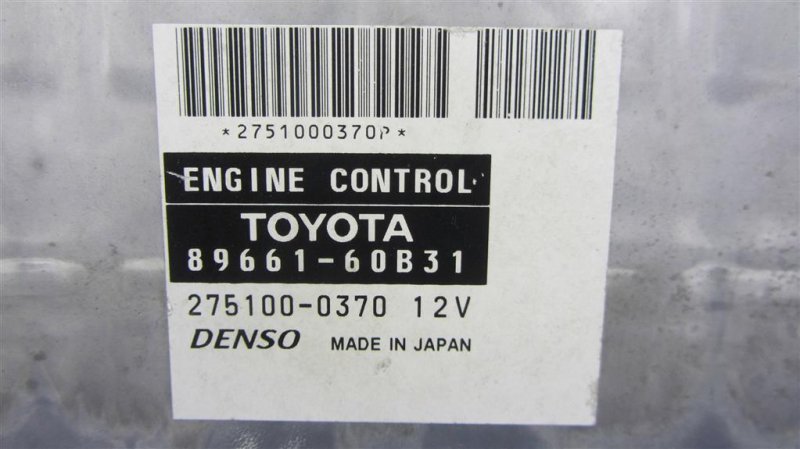 *2751000370P*
ENGINE CONTROL
TOYOTA
89661-60B31
275100-0370 12V
DENSO MADE IN JAPAN